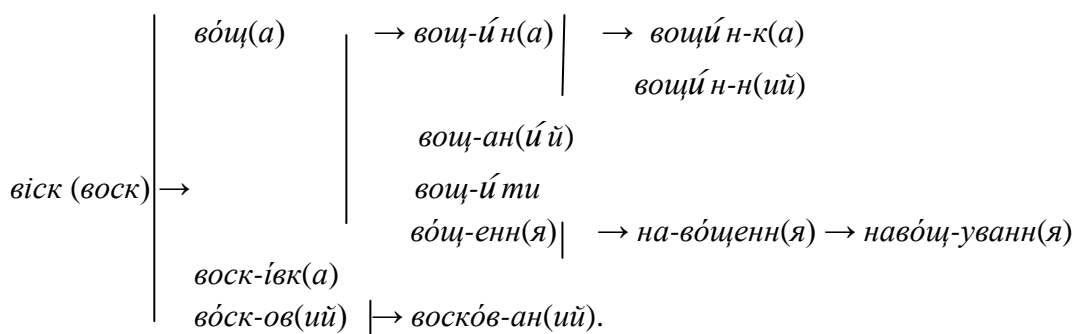 во́щ(а) → вощ-и́н(а) → вощи́н-к(а)
вощи́н-н(ий)
вощ-ан(и́й)
віск (воск) → вощ-и́ти
во́щ-енн(я) → на-во́щенн(я) → наво́щ-уванн(я)
воск-і́вк(а)
во́ск-ов(ий) → воско́в-ан(ий).